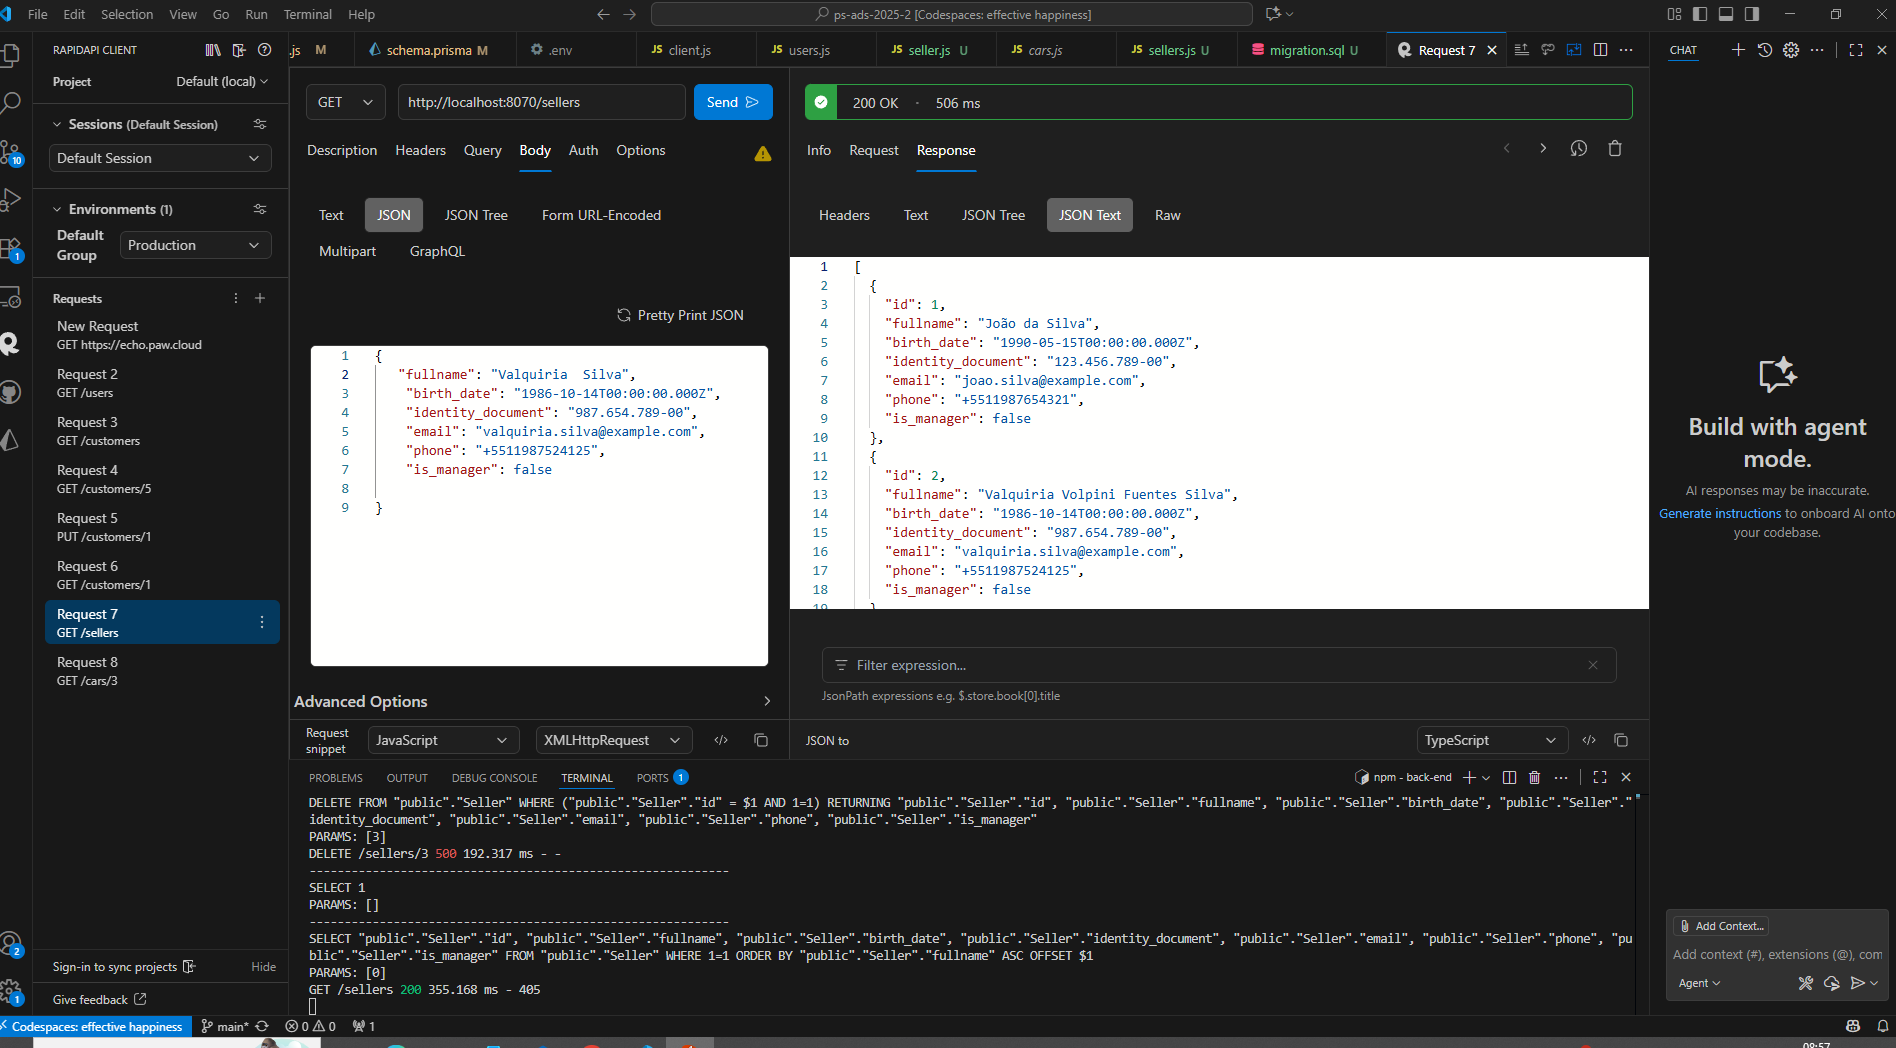 File Edit Selection View Go Run Terminal Help
ps-ads-2025-2 [Codespaces: effective happiness]
RAPIDAPI CLIENT
.js M
schema.prisma M
.env
JS client.js
JS users.js
JS seller.js U
JS cars.js
JS sellers.js U
migration.sql U
Request 7
CHAT
Project Default (local)
Sessions (Default Session)
Default Session
Environments (1)
Default Group Production
Requests
New Request
GET https://echo.paw.cloud
Request 2
GET /users
Request 3
GET /customers
Request 4
GET /customers/5
Request 5
PUT /customers/1
Request 6
GET /customers/1
Request 7
GET /sellers
Request 8
GET /cars/3
Sign-in to sync projects Hide
Give feedback
10
1
2
1
GET http://localhost:8070/sellers Send
Description Headers Query Body Auth Options
Text JSON JSON Tree Form URL-Encoded
Multipart GraphQL
Pretty Print JSON
1 {
2 "fullname": "Valquiria  Silva",
3 "birth_date": "1986-10-14T00:00:00.000Z",
4 "identity_document": "987.654.789-00",
5 "email": "valquiria.silva@example.com",
6 "phone": "+5511987524125",
7 "is_manager": false
8
9 }
Advanced Options
Request snippet JavaScript XMLHttpRequest
200 OK · 506 ms
Info Request Response
Headers Text JSON Tree JSON Text Raw
1 [
2 {
3 "id": 1,
4 "fullname": "João da Silva",
5 "birth_date": "1990-05-15T00:00:00.000Z",
6 "identity_document": "123.456.789-00",
7 "email": "joao.silva@example.com",
8 "phone": "+5511987654321",
9 "is_manager": false
10 },
11 {
12 "id": 2,
13 "fullname": "Valquiria Volpini Fuentes Silva",
14 "birth_date": "1986-10-14T00:00:00.000Z",
15 "identity_document": "987.654.789-00",
16 "email": "valquiria.silva@example.com",
17 "phone": "+5511987524125",
18 "is_manager": false
19 }
Filter expression...
JsonPath expressions e.g. $.store.book[0].title
JSON to TypeScript
PROBLEMS OUTPUT DEBUG CONSOLE TERMINAL PORTS 1
npm - back-end
DELETE FROM "public"."Seller" WHERE ("public"."Seller"."id" = $1 AND 1=1) RETURNING "public"."Seller"."id", "public"."Seller"."fullname", "public"."Seller"."birth_date", "public"."Seller"."
identity_document", "public"."Seller"."email", "public"."Seller"."phone", "public"."Seller"."is_manager"
PARAMS: [3]
DELETE /sellers/3 500 192.317 ms - -
------------------------------------------------------------
SELECT 1
PARAMS: []
------------------------------------------------------------
SELECT "public"."Seller"."id", "public"."Seller"."fullname", "public"."Seller"."birth_date", "public"."Seller"."identity_document", "public"."Seller"."email", "public"."Seller"."phone", "pu
blic"."Seller"."is_manager" FROM "public"."Seller" WHERE 1=1 ORDER BY "public"."Seller"."fullname" ASC OFFSET $1
PARAMS: [0]
GET /sellers 200 355.168 ms - 405
Build with agent
mode.
AI responses may be inaccurate.
Generate instructions to onboard AI onto
your codebase.
Add Context...
Add context (#), extensions (@), com
Agent
Codespaces: effective happiness main* 0 0 1
08:57